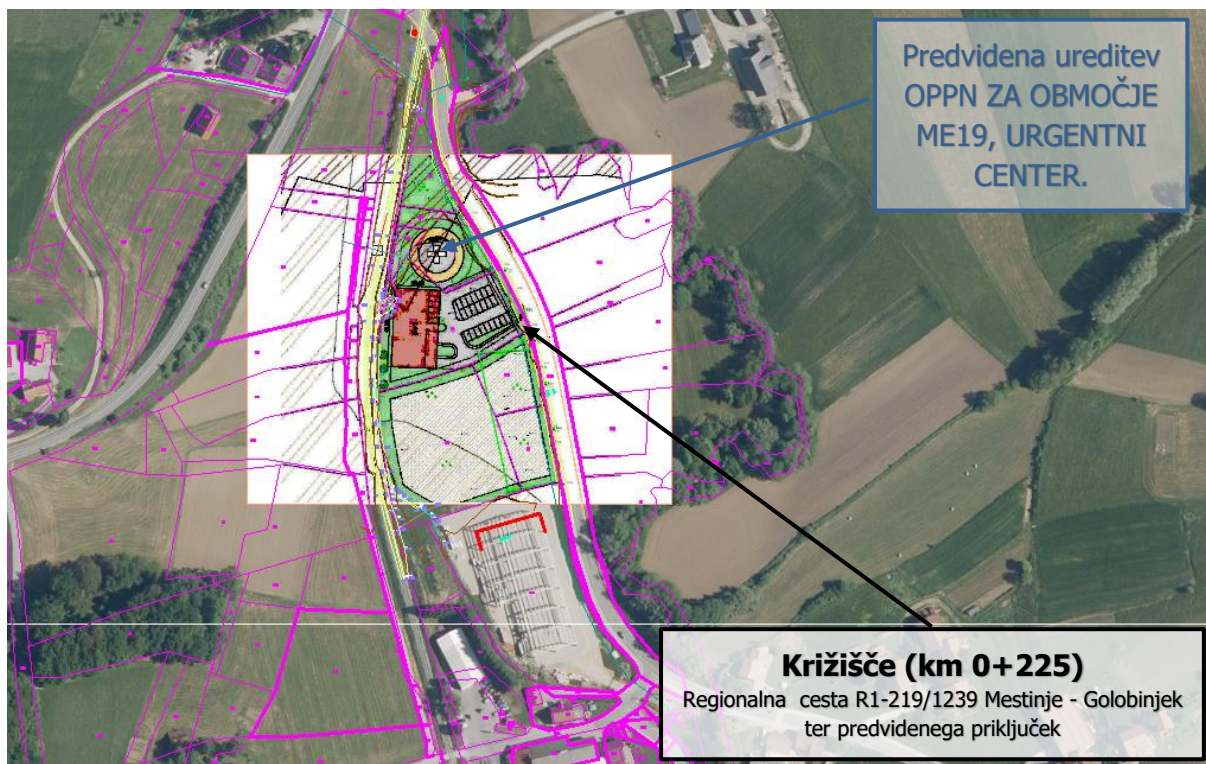 Predvidena ureditev
OPPN ZA OBMOČJE
ME19, URGENTNI
CENTER.
Križišče (km 0+225)
Regionalna cesta R1-219/1239 Mestinje - Golobinjek
ter predvidenega priključek